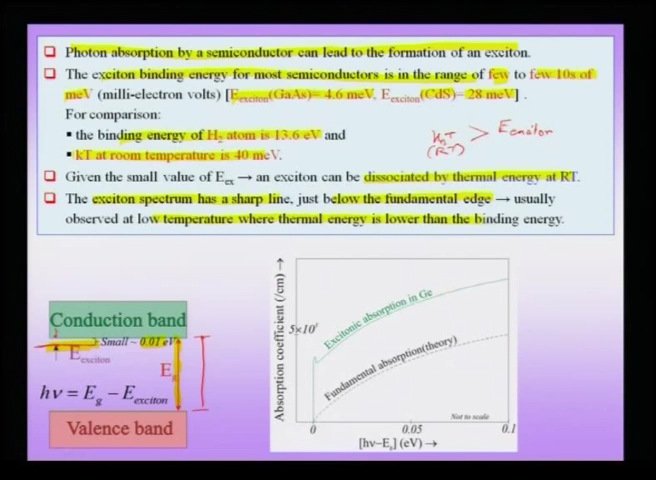 Photon absorption by a semiconductor can lead to the formation of an exciton.
The exciton binding energy for most semiconductors is in the range of few to few 10s of
meV (milli-electron volts) [Eexciton(GaAs)= 4.6 meV, Eexciton(CdS)= 28 meV] .
For comparison:
▪ the binding energy of H2 atom is 13.6 eV and
▪ kT at room temperature is 40 meV.
kBT > Eexciton
(RT)
Given the small value of Eex → an exciton can be dissociated by thermal energy at RT.
The exciton spectrum has a sharp line, just below the fundamental edge → usually
observed at low temperature where thermal energy is lower than the binding energy.
Conduction band
Small ~ 0.01 eV
Eexciton
Eg
hν = Eg − Eexciton
Valence band
Absorption coefficient (/cm) →
Excitonic absorption in Ge
Fundamental absorption(theory)
Not to scale
0 0.05 0.1
[hν−Eg] (eV) →